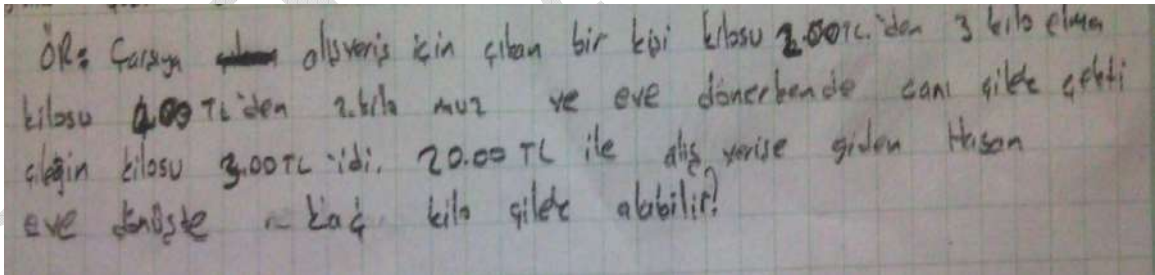 ÖR: Çarşıya alışveriş için çıkan bir kişi kilosu 2.00TL'den 3 kilo elma
kilosu 4.00 TL'den 2 kilo muz ve eve dönerkende canı çilek çekti
çileğin kilosu 3.00TL idi. 20.00 TL ile alış verişe giden Hasan
eve dönüşte kaç kilo çilek alabilir?